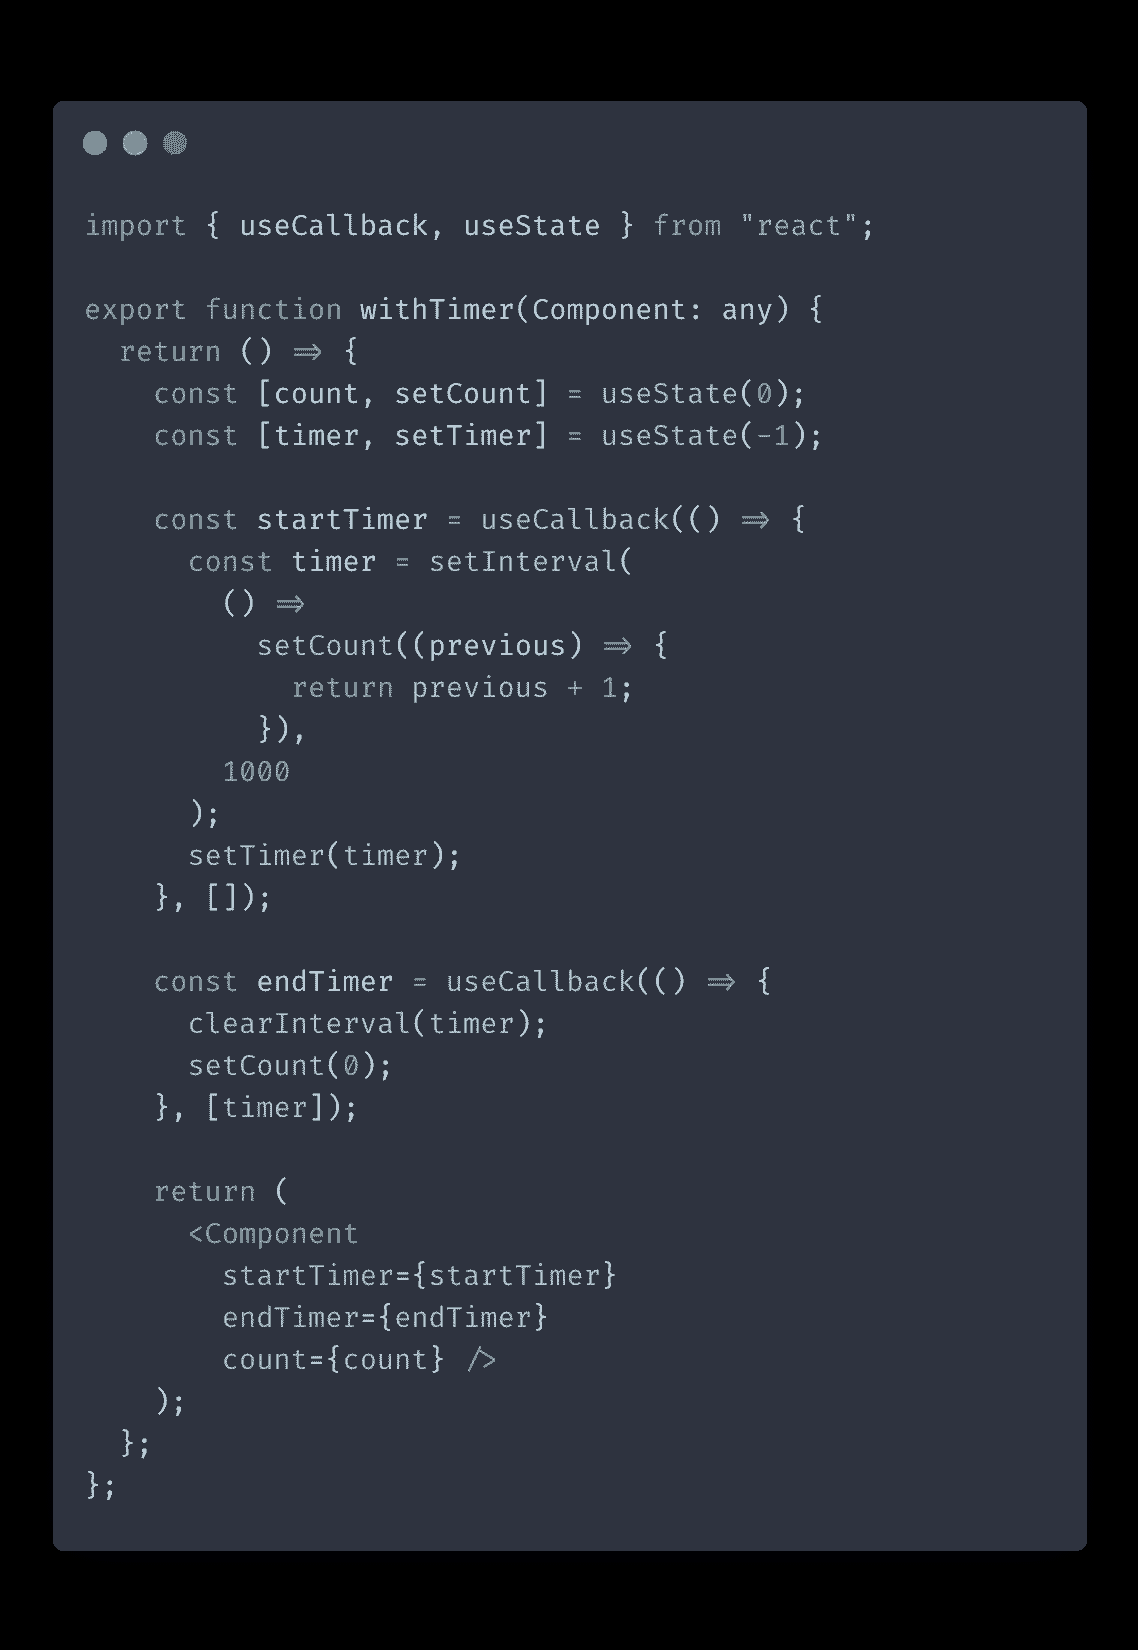 import { useCallback, useState } from "react";

export function withTimer(Component: any) {
  return () => {
    const [count, setCount] = useState(0);
    const [timer, setTimer] = useState(-1);

    const startTimer = useCallback(() => {
      const timer = setInterval(
        () =>
          setCount((previous) => {
            return previous + 1;
          }),
        1000
      );
      setTimer(timer);
    }, []);

    const endTimer = useCallback(() => {
      clearInterval(timer);
      setCount(0);
    }, [timer]);

    return (
      <Component
        startTimer={startTimer}
        endTimer={endTimer}
        count={count} />
    );
  };
};